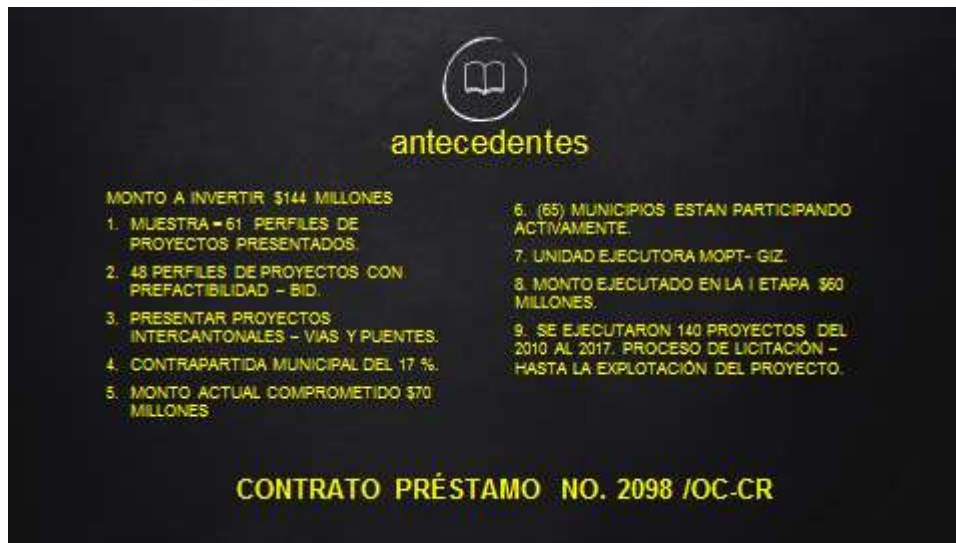 antecedentes
MONTO A INVERTIR $144 MILLONES
1. MUESTRA = 61 PERFILES DE
PROYECTOS PRESENTADOS.
2. 48 PERFILES DE PROYECTOS CON
PREFACTIBILIDAD – BID.
3. PRESENTAR PROYECTOS
INTERCANTONALES – VIAS Y PUENTES.
4. CONTRAPARTIDA MUNICIPAL DEL 17 %.
5. MONTO ACTUAL COMPROMETIDO $70
MILLONES
6. (65) MUNICIPIOS ESTAN PARTICIPANDO
ACTIVAMENTE.
7. UNIDAD EJECUTORA MOPT– GIZ.
8. MONTO EJECUTADO EN LA I ETAPA $60
MILLONES.
9. SE EJECUTARON 140 PROYECTOS DEL
2010 AL 2017. PROCESO DE LICITACIÓN –
HASTA LA EXPLOTACIÓN DEL PROYECTO.
CONTRATO PRÉSTAMO NO. 2098 /OC-CR